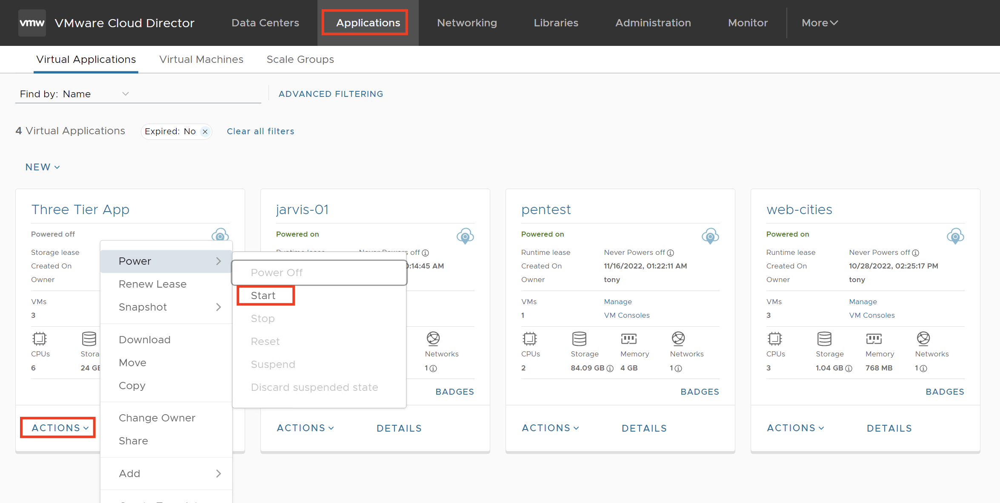 vmw VMware Cloud Director Data Centers Applications Networking Libraries Administration Monitor More
Virtual Applications Virtual Machines Scale Groups
Find by: Name ADVANCED FILTERING
4 Virtual Applications Expired: No Clear all filters
NEW
Three Tier App
Powered off
Storage lease
Created On
Owner
VMs
3
CPUs
6
24
ACTIONS
Power
Renew Lease
Snapshot
Download
Move
Copy
Change Owner
Share
Add
Power Off
Start
Stop
Reset
Suspend
Discard suspended state
jarvis-01
Powered on
off
:14:45 AM
Networks
1
BADGES
ACTIONS DETAILS
pentest
Powered on
Runtime lease Never Powers off
Created On 11/16/2022, 01:22:11 AM
Owner tony
VMs Manage
1 VM Consoles
CPUs Storage Memory Networks
2 84.09 GB 4 GB 1
BADGES
ACTIONS DETAILS
web-cities
Powered on
Runtime lease Never Powers off
Created On 10/28/2022, 02:25:17 PM
Owner tony
VMs Manage
3 VM Consoles
CPUs Storage Memory Networks
3 1.04 GB 768 MB 1
BADGES
ACTIONS DETAILS